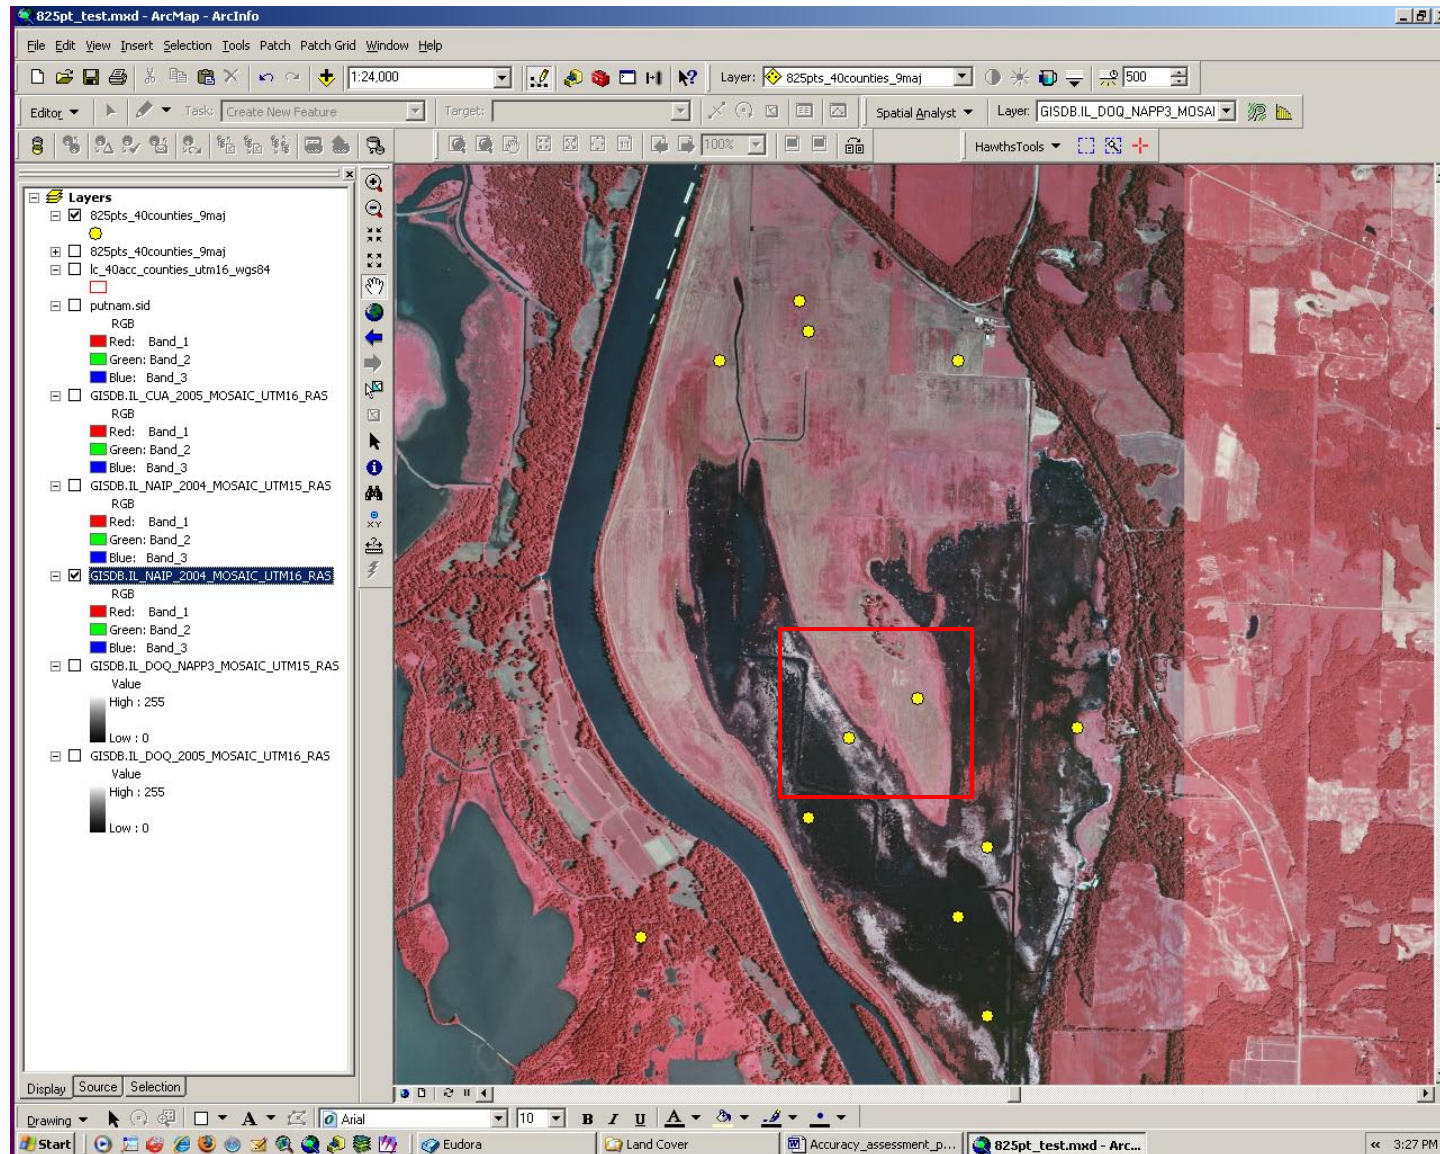 825pt_test.mxd - ArcMap - ArcInfo
File Edit View Insert Selection Tools Patch Patch Grid Window Help
1:24,000 Layer: 825pts_40counties_9maj 500
Editor Task: Create New Feature Target: Spatial Analyst Layer: GISDB.IL_DOQ_NAPP3_MOSAI
100% HawthsTools
Layers
825pts_40counties_9maj
825pts_40counties_9maj
lc_40acc_counties_utm16_wgs84
putnam.sid
RGB
Red: Band_1
Green: Band_2
Blue: Band_3
GISDB.IL_CUA_2005_MOSAIC_UTM16_RAS
RGB
Red: Band_1
Green: Band_2
Blue: Band_3
GISDB.IL_NAIP_2004_MOSAIC_UTM15_RAS
RGB
Red: Band_1
Green: Band_2
Blue: Band_3
GISDB.IL_NAIP_2004_MOSAIC_UTM16_RAS
RGB
Red: Band_1
Green: Band_2
Blue: Band_3
GISDB.IL_DOQ_NAPP3_MOSAIC_UTM15_RAS
Value
High : 255
Low : 0
GISDB.IL_DOQ_2005_MOSAIC_UTM16_RAS
Value
High : 255
Low : 0
XY
Display Source Selection
Drawing A Arial 10 B I U A
Start Eudora Land Cover Accuracy_assessment_p... 825pt_test.mxd - Arc... « 3:27 PM